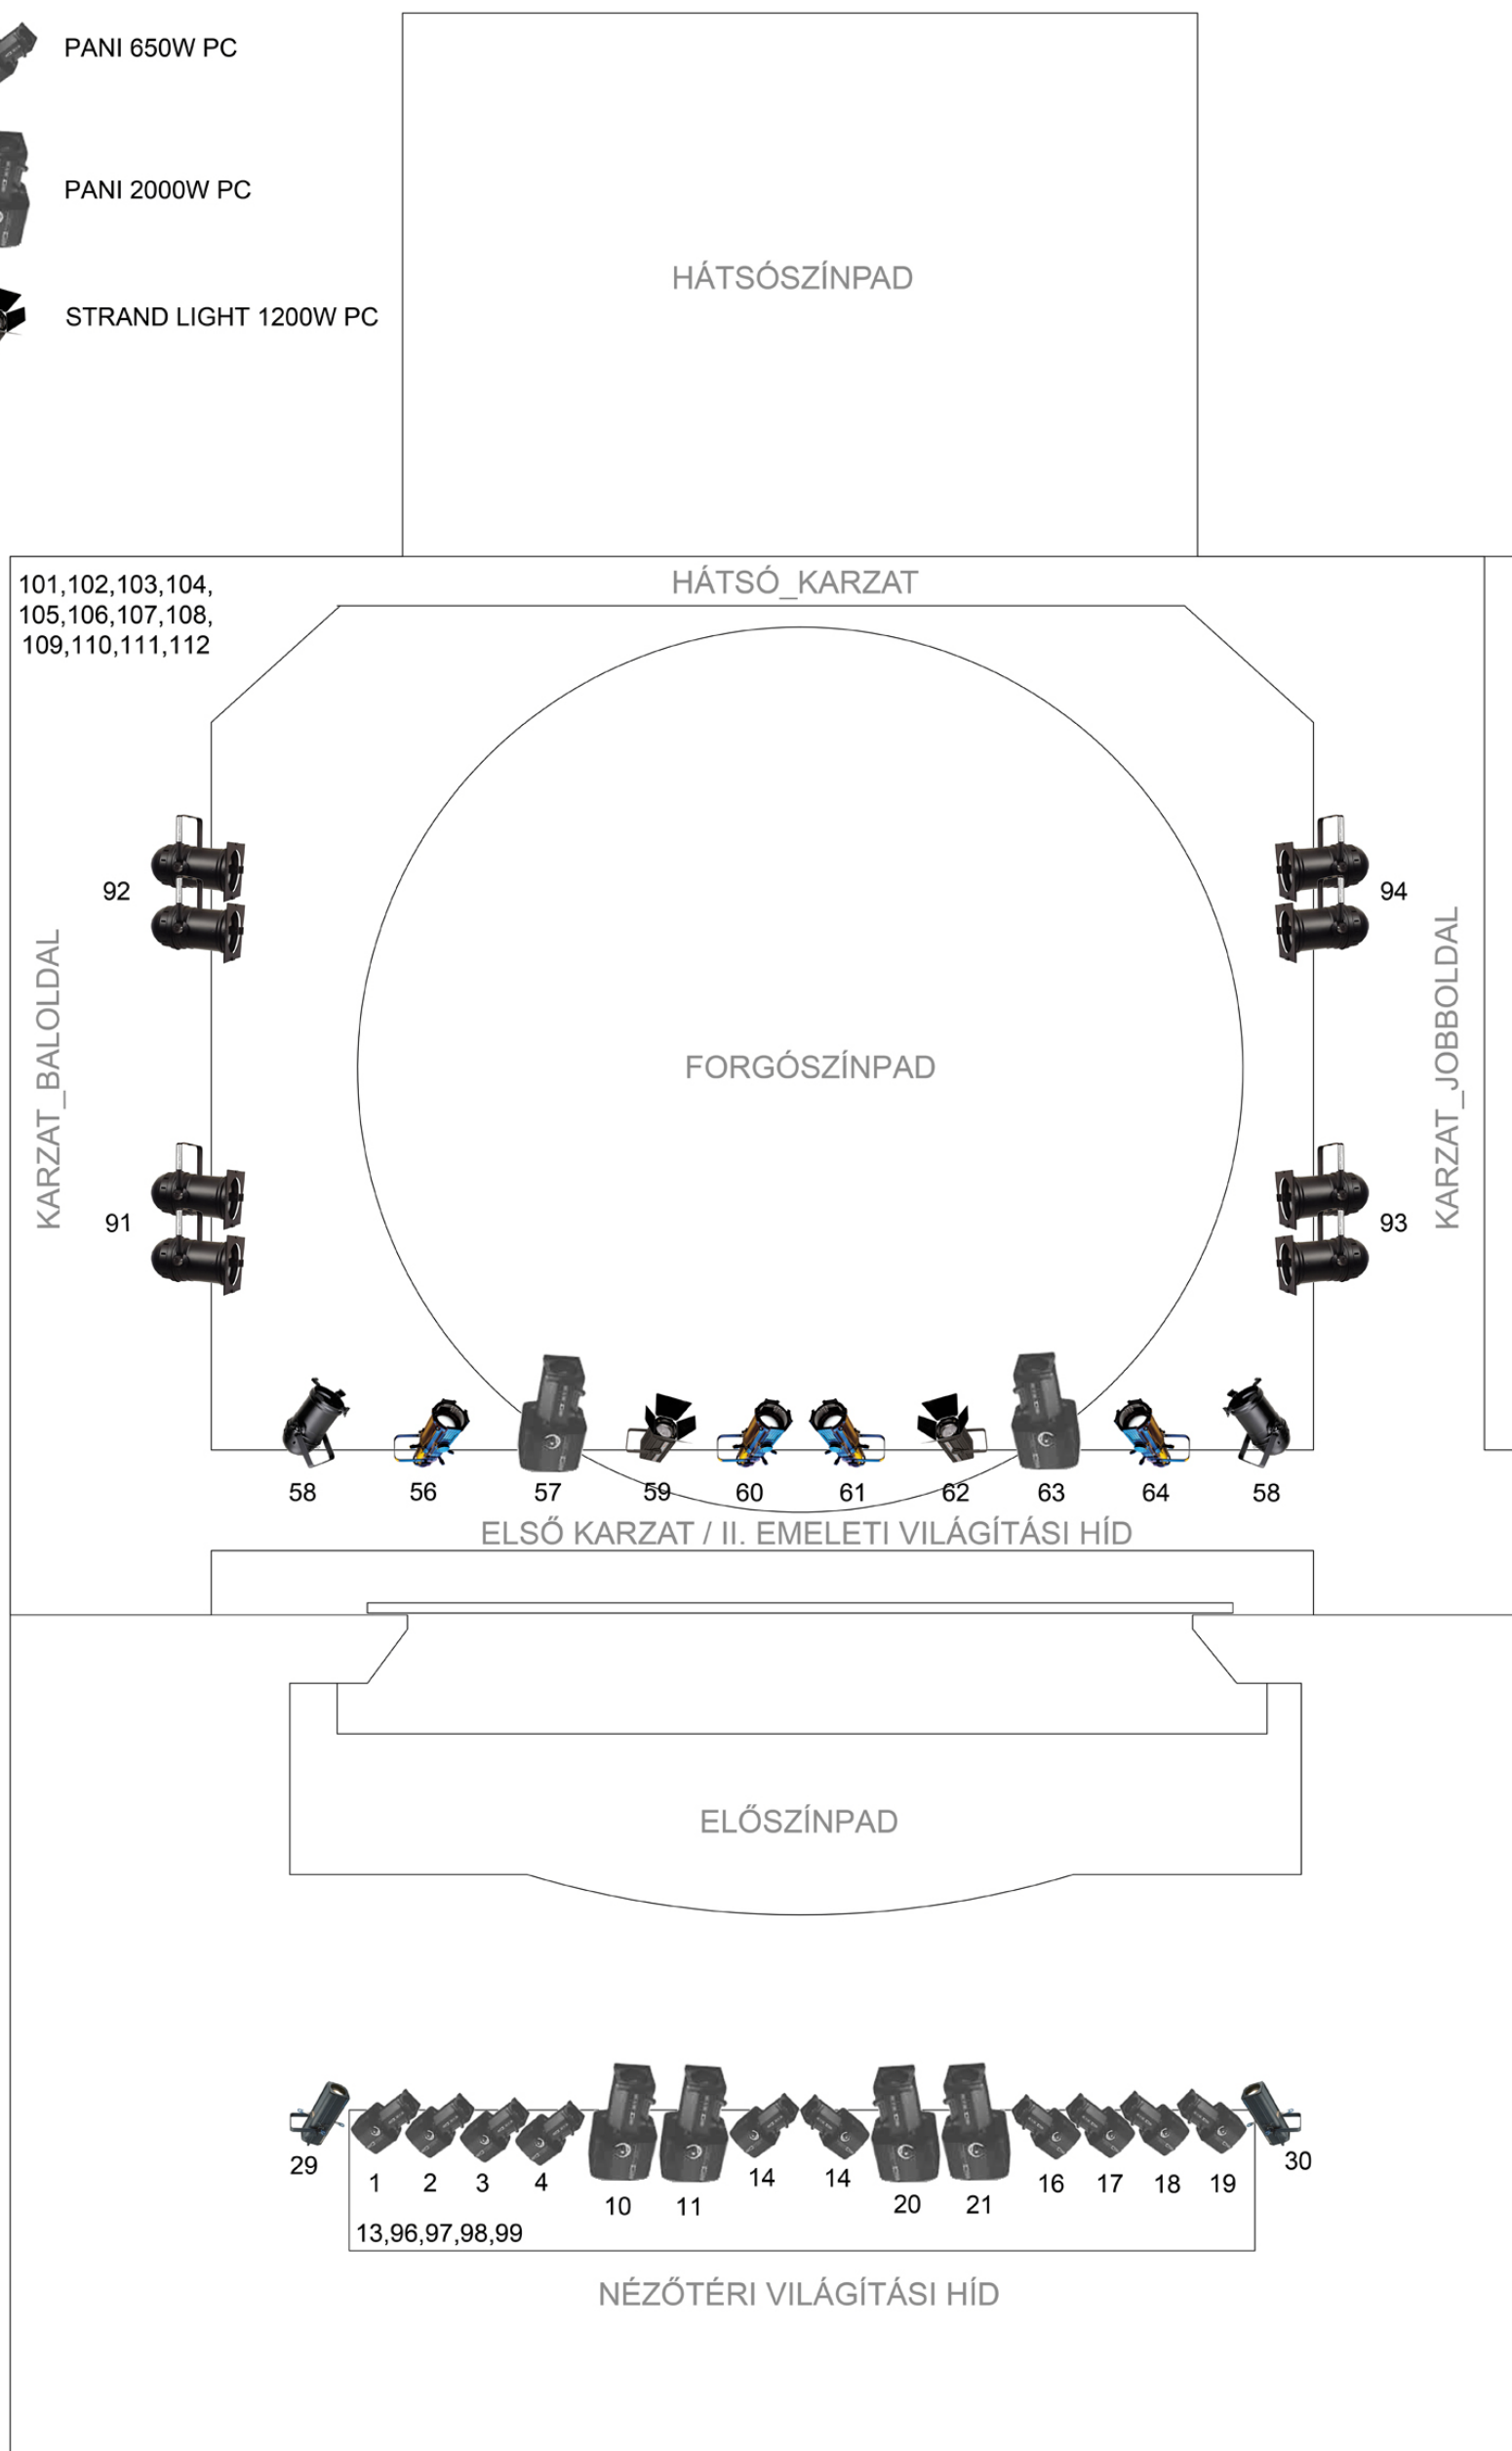 PANI 650W PC
PANI 2000W PC
STRAND LIGHT 1200W PC
HÁTSÓSZÍNPAD
HÁTSÓ_KARZAT
101,102,103,104,
105,106,107,108,
109,110,111,112
92
94
KARZAT_BALOLDAL
KARZAT_JOBBOLDAL
FORGÓSZÍNPAD
91
93
58 56 57 59 60 61 62 63 64 58
ELSŐ KARZAT / II. EMELETI VILÁGÍTÁSI HÍD
ELŐSZÍNPAD
29 1 2 3 4 10 11 14 14 20 21 16 17 18 19 30
13,96,97,98,99
NÉZŐTÉRI VILÁGÍTÁSI HÍD